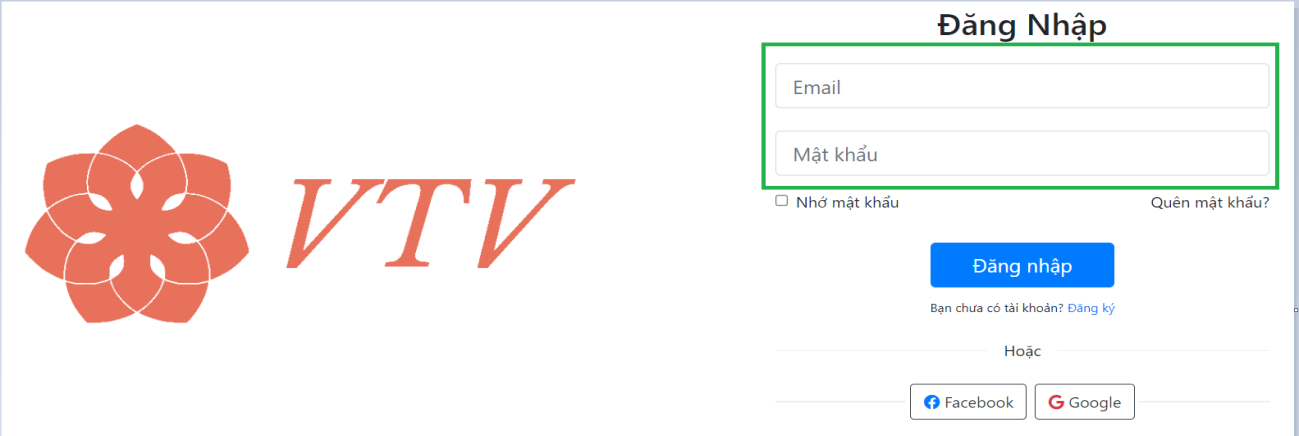 VTV
Đăng Nhập
Email
Mật khẩu
Nhớ mật khẩu
Quên mật khẩu?
Đăng nhập
Bạn chưa có tài khoản? Đăng ký
Hoặc
Facebook
Google